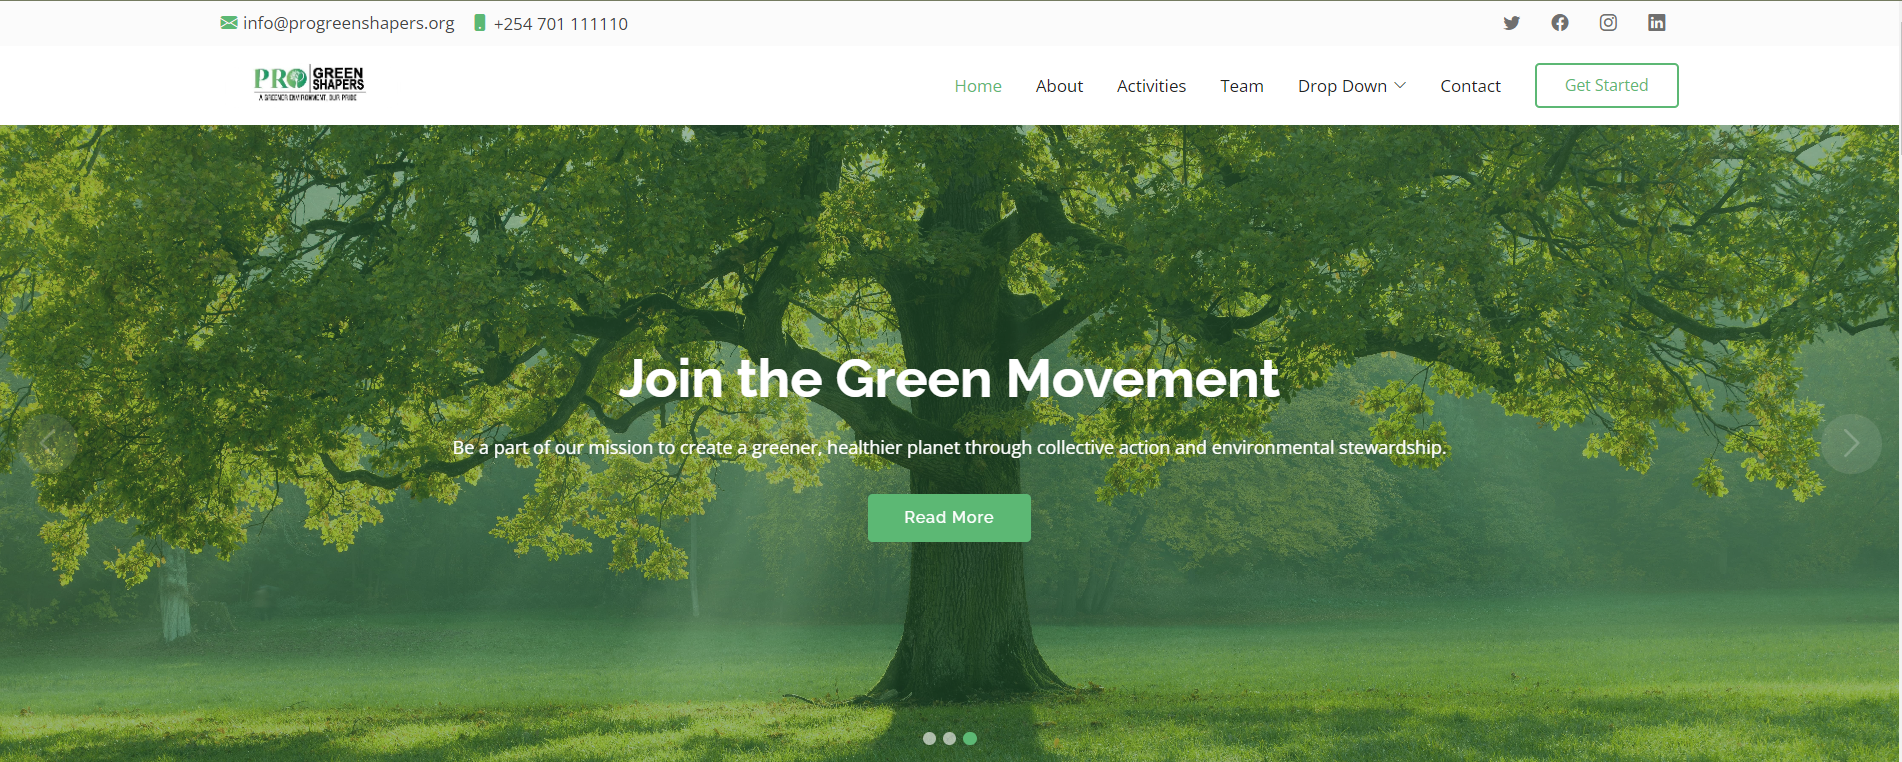 info@progreenshapers.org +254 701 111110
PRO GREEN SHAPERS
A GREENER ENVIRONMENT, OUR PRIDE
Home About Activities Team Drop Down Contact Get Started
Join the Green Movement
Be a part of our mission to create a greener, healthier planet through collective action and environmental stewardship.
Read More